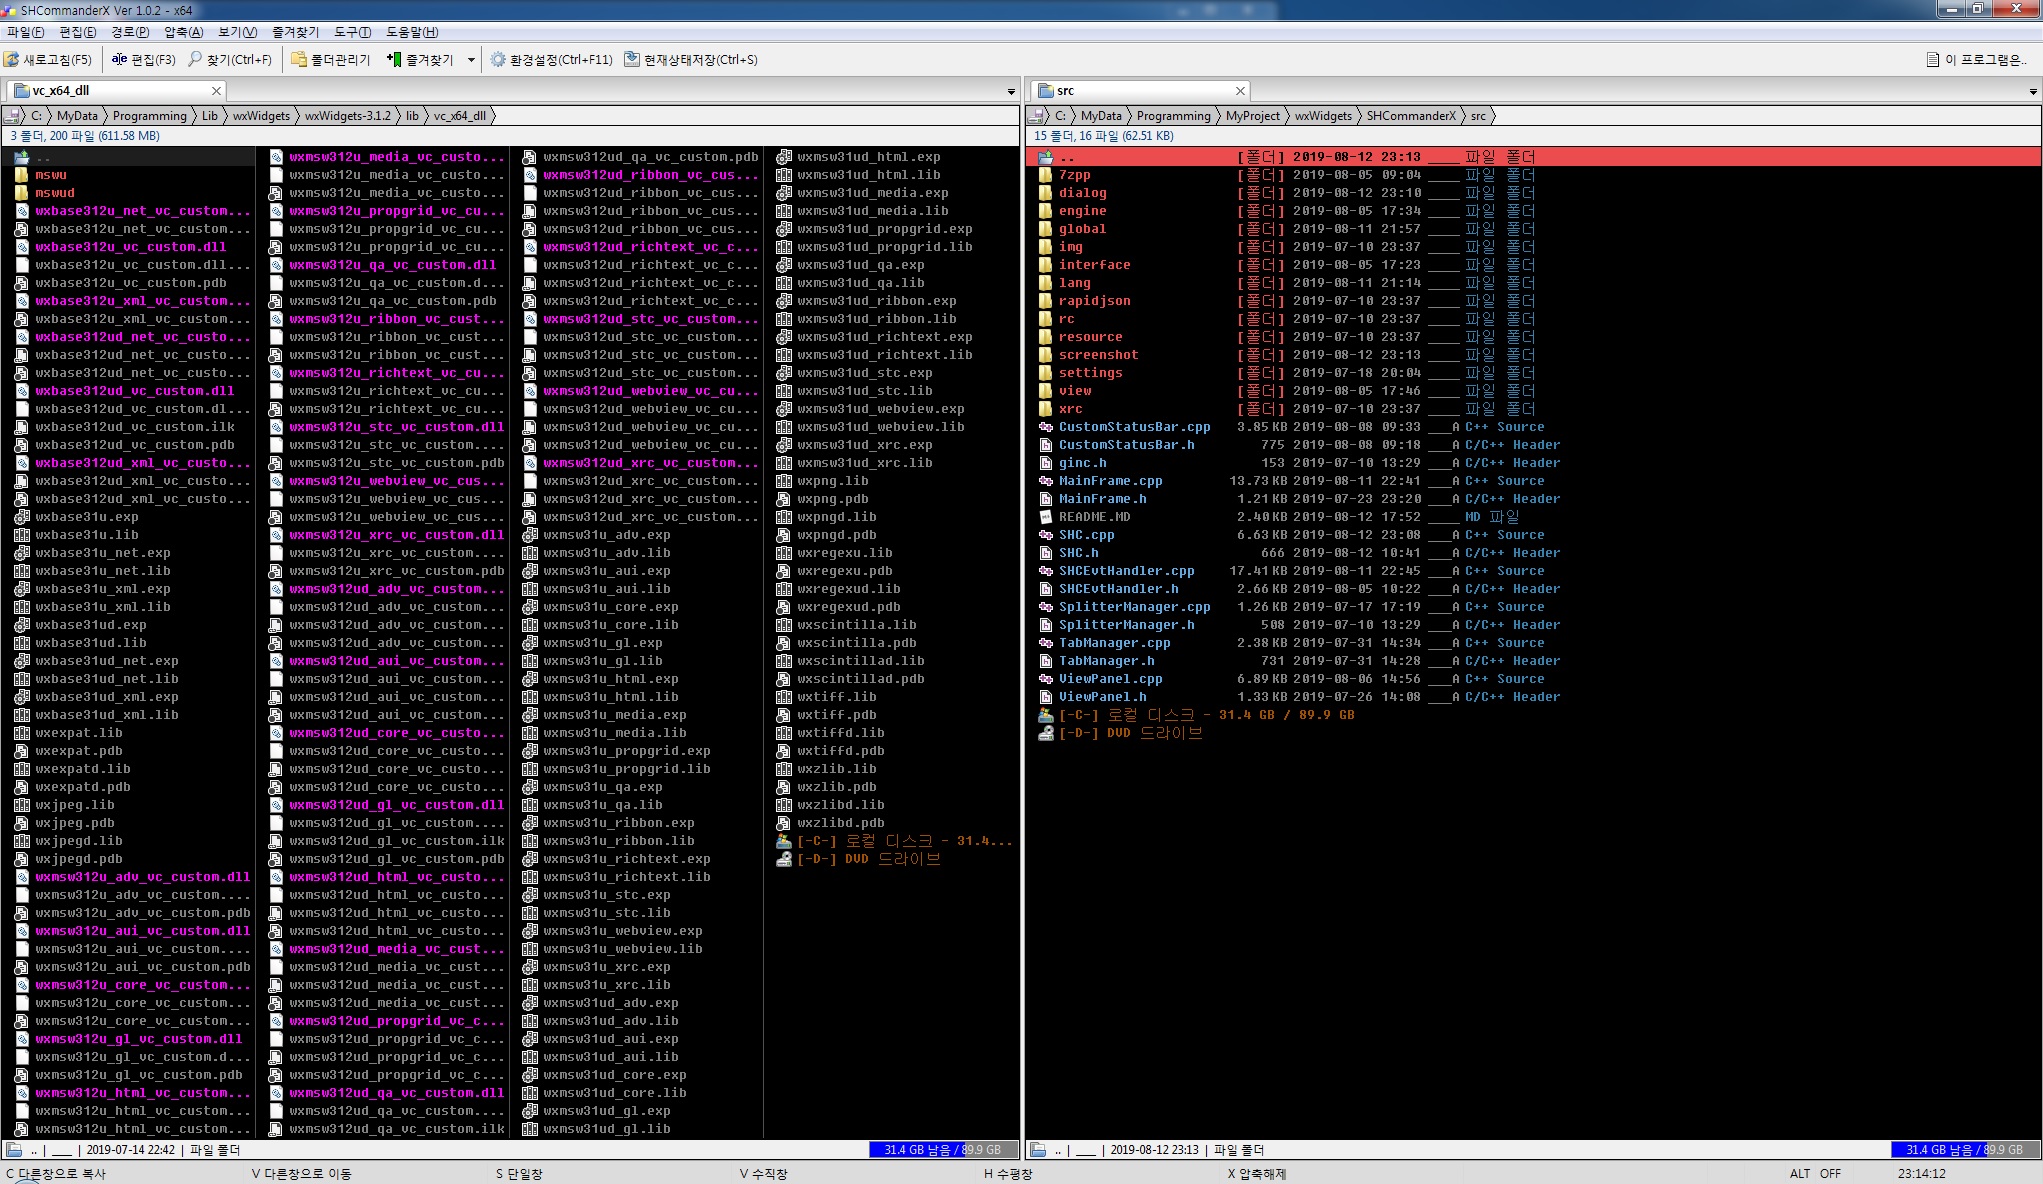 SHCommanderX Ver 1.0.2 - x64
파일(F) 편집(E) 경로(P) 압축(A) 보기(V) 즐겨찾기 도구(T) 도움말(H)
새로고침(F5) 편집(F3) 찾기(Ctrl+F) 폴더관리기 즐겨찾기 환경설정(Ctrl+F11) 현재상태저장(Ctrl+S) 이 프로그램은..
vc_x64_dll
C: MyData Programming Lib wxWidgets wxWidgets-3.1.2 lib vc_x64_dll
3 폴더, 200 파일 (611.58 MB)
..
mswu
mswud
wxbase312u_net_vc_custom...
wxbase312u_net_vc_custom...
wxbase312u_vc_custom.dll
wxbase312u_vc_custom.dll...
wxbase312u_vc_custom.pdb
wxbase312u_xml_vc_custom...
wxbase312u_xml_vc_custom...
wxbase312ud_net_vc_custo...
wxbase312ud_net_vc_custo...
wxbase312ud_net_vc_custo...
wxbase312ud_vc_custom.dll
wxbase312ud_vc_custom.dl...
wxbase312ud_vc_custom.ilk
wxbase312ud_vc_custom.pdb
wxbase312ud_xml_vc_custo...
wxbase312ud_xml_vc_custo...
wxbase312ud_xml_vc_custo...
wxbase31u.exp
wxbase31u.lib
wxbase31u_net.exp
wxbase31u_net.lib
wxbase31u_xml.exp
wxbase31u_xml.lib
wxbase31ud.exp
wxbase31ud.lib
wxbase31ud_net.exp
wxbase31ud_net.lib
wxbase31ud_xml.exp
wxbase31ud_xml.lib
wxexpat.lib
wxexpat.pdb
wxexpatd.lib
wxexpatd.pdb
wxjpeg.lib
wxjpeg.pdb
wxjpegd.lib
wxjpegd.pdb
wxmsw312u_adv_vc_custom.dll
wxmsw312u_adv_vc_custom....
wxmsw312u_adv_vc_custom.pdb
wxmsw312u_aui_vc_custom.dll
wxmsw312u_aui_vc_custom....
wxmsw312u_aui_vc_custom.pdb
wxmsw312u_core_vc_custom...
wxmsw312u_core_vc_custom...
wxmsw312u_core_vc_custom...
wxmsw312u_gl_vc_custom.dll
wxmsw312u_gl_vc_custom.d...
wxmsw312u_gl_vc_custom.pdb
wxmsw312u_html_vc_custom...
wxmsw312u_html_vc_custom...
wxmsw312u_html_vc_custom...
wxmsw312u_media_vc_custo...
wxmsw312u_media_vc_custo...
wxmsw312u_media_vc_custo...
wxmsw312u_propgrid_vc_cu...
wxmsw312u_propgrid_vc_cu...
wxmsw312u_propgrid_vc_cu...
wxmsw312u_qa_vc_custom.dll
wxmsw312u_qa_vc_custom.d...
wxmsw312u_qa_vc_custom.pdb
wxmsw312u_ribbon_vc_cust...
wxmsw312u_ribbon_vc_cust...
wxmsw312u_ribbon_vc_cust...
wxmsw312u_richtext_vc_cu...
wxmsw312u_richtext_vc_cu...
wxmsw312u_richtext_vc_cu...
wxmsw312u_stc_vc_custom.dll
wxmsw312u_stc_vc_custom....
wxmsw312u_stc_vc_custom.pdb
wxmsw312u_webview_vc_cus...
wxmsw312u_webview_vc_cus...
wxmsw312u_webview_vc_cus...
wxmsw312u_xrc_vc_custom.dll
wxmsw312u_xrc_vc_custom....
wxmsw312u_xrc_vc_custom.pdb
wxmsw312ud_adv_vc_custom...
wxmsw312ud_adv_vc_custom...
wxmsw312ud_adv_vc_custom...
wxmsw312ud_adv_vc_custom...
wxmsw312ud_aui_vc_custom...
wxmsw312ud_aui_vc_custom...
wxmsw312ud_aui_vc_custom...
wxmsw312ud_aui_vc_custom...
wxmsw312ud_core_vc_custo...
wxmsw312ud_core_vc_custo...
wxmsw312ud_core_vc_custo...
wxmsw312ud_core_vc_custo...
wxmsw312ud_gl_vc_custom.dll
wxmsw312ud_gl_vc_custom....
wxmsw312ud_gl_vc_custom.ilk
wxmsw312ud_gl_vc_custom.pdb
wxmsw312ud_html_vc_custo...
wxmsw312ud_html_vc_custo...
wxmsw312ud_html_vc_custo...
wxmsw312ud_html_vc_custo...
wxmsw312ud_media_vc_cust...
wxmsw312ud_media_vc_cust...
wxmsw312ud_media_vc_cust...
wxmsw312ud_media_vc_cust...
wxmsw312ud_propgrid_vc_c...
wxmsw312ud_propgrid_vc_c...
wxmsw312ud_propgrid_vc_c...
wxmsw312ud_propgrid_vc_c...
wxmsw312ud_qa_vc_custom.dll
wxmsw312ud_qa_vc_custom....
wxmsw312ud_qa_vc_custom.ilk
wxmsw312ud_qa_vc_custom.pdb
wxmsw312ud_ribbon_vc_cus...
wxmsw312ud_ribbon_vc_cus...
wxmsw312ud_ribbon_vc_cus...
wxmsw312ud_ribbon_vc_cus...
wxmsw312ud_richtext_vc_c...
wxmsw312ud_richtext_vc_c...
wxmsw312ud_richtext_vc_c...
wxmsw312ud_richtext_vc_c...
wxmsw312ud_stc_vc_custom...
wxmsw312ud_stc_vc_custom...
wxmsw312ud_stc_vc_custom...
wxmsw312ud_stc_vc_custom...
wxmsw312ud_webview_vc_cu...
wxmsw312ud_webview_vc_cu...
wxmsw312ud_webview_vc_cu...
wxmsw312ud_webview_vc_cu...
wxmsw312ud_xrc_vc_custom...
wxmsw312ud_xrc_vc_custom...
wxmsw312ud_xrc_vc_custom...
wxmsw312ud_xrc_vc_custom...
wxmsw31u_adv.exp
wxmsw31u_adv.lib
wxmsw31u_aui.exp
wxmsw31u_aui.lib
wxmsw31u_core.exp
wxmsw31u_core.lib
wxmsw31u_gl.exp
wxmsw31u_gl.lib
wxmsw31u_html.exp
wxmsw31u_html.lib
wxmsw31u_media.exp
wxmsw31u_media.lib
wxmsw31u_propgrid.exp
wxmsw31u_propgrid.lib
wxmsw31u_qa.exp
wxmsw31u_qa.lib
wxmsw31u_ribbon.exp
wxmsw31u_ribbon.lib
wxmsw31u_richtext.exp
wxmsw31u_richtext.lib
wxmsw31u_stc.exp
wxmsw31u_stc.lib
wxmsw31u_webview.exp
wxmsw31u_webview.lib
wxmsw31u_xrc.exp
wxmsw31u_xrc.lib
wxmsw31ud_adv.exp
wxmsw31ud_adv.lib
wxmsw31ud_aui.exp
wxmsw31ud_aui.lib
wxmsw31ud_core.exp
wxmsw31ud_core.lib
wxmsw31ud_gl.exp
wxmsw31ud_gl.lib
wxmsw31ud_html.exp
wxmsw31ud_html.lib
wxmsw31ud_media.exp
wxmsw31ud_media.lib
wxmsw31ud_propgrid.exp
wxmsw31ud_propgrid.lib
wxmsw31ud_qa.exp
wxmsw31ud_qa.lib
wxmsw31ud_ribbon.exp
wxmsw31ud_ribbon.lib
wxmsw31ud_richtext.exp
wxmsw31ud_richtext.lib
wxmsw31ud_stc.exp
wxmsw31ud_stc.lib
wxmsw31ud_webview.exp
wxmsw31ud_webview.lib
wxmsw31ud_xrc.exp
wxmsw31ud_xrc.lib
wxpng.lib
wxpng.pdb
wxpngd.lib
wxpngd.pdb
wxregexu.lib
wxregexu.pdb
wxregexud.lib
wxregexud.pdb
wxscintilla.lib
wxscintilla.pdb
wxscintillad.lib
wxscintillad.pdb
wxtiff.lib
wxtiff.pdb
wxtiffd.lib
wxtiffd.pdb
wxzlib.lib
wxzlib.pdb
wxzlibd.lib
wxzlibd.pdb
[-C-] 로컬 디스크 - 31.4...
[-D-] DVD 드라이브
.. | ___ | 2019-07-14 22:42 | 파일 폴더 31.4 GB 남음 / 89.9 GB
src
C: MyData Programming MyProject wxWidgets SHCommanderX src
15 폴더, 16 파일 (62.51 KB)
.. [폴더] 2019-08-12 23:13 ____ 파일 폴더
7zpp [폴더] 2019-08-05 09:04 ____ 파일 폴더
dialog [폴더] 2019-08-12 23:10 ____ 파일 폴더
engine [폴더] 2019-08-05 17:34 ____ 파일 폴더
global [폴더] 2019-08-11 21:57 ____ 파일 폴더
img [폴더] 2019-07-10 23:37 ____ 파일 폴더
interface [폴더] 2019-08-05 17:23 ____ 파일 폴더
lang [폴더] 2019-08-11 21:14 ____ 파일 폴더
rapidjson [폴더] 2019-07-10 23:37 ____ 파일 폴더
rc [폴더] 2019-07-10 23:37 ____ 파일 폴더
resource [폴더] 2019-07-10 23:37 ____ 파일 폴더
screenshot [폴더] 2019-08-12 23:13 ____ 파일 폴더
settings [폴더] 2019-07-18 20:04 ____ 파일 폴더
view [폴더] 2019-08-05 17:46 ____ 파일 폴더
xrc [폴더] 2019-07-10 23:37 ____ 파일 폴더
CustomStatusBar.cpp 3.85 KB 2019-08-08 09:33 ___A C++ Source
CustomStatusBar.h 775 2019-08-08 09:18 ___A C/C++ Header
ginc.h 153 2019-07-10 13:29 ___A C/C++ Header
MainFrame.cpp 13.73 KB 2019-08-11 22:41 ___A C++ Source
MainFrame.h 1.21 KB 2019-07-23 23:20 ___A C/C++ Header
README.MD 2.40 KB 2019-08-12 17:52 ____ MD 파일
SHC.cpp 6.63 KB 2019-08-12 23:08 ___A C++ Source
SHC.h 666 2019-08-12 10:41 ___A C/C++ Header
SHCEvtHandler.cpp 17.41 KB 2019-08-11 22:45 ___A C++ Source
SHCEvtHandler.h 2.66 KB 2019-08-05 10:22 ___A C/C++ Header
SplitterManager.cpp 1.26 KB 2019-07-17 17:19 ___A C++ Source
SplitterManager.h 508 2019-07-10 13:29 ___A C/C++ Header
TabManager.cpp 2.38 KB 2019-07-31 14:34 ___A C++ Source
TabManager.h 731 2019-07-31 14:28 ___A C/C++ Header
ViewPanel.cpp 6.89 KB 2019-08-06 14:56 ___A C++ Source
ViewPanel.h 1.33 KB 2019-07-26 14:08 ___A C/C++ Header
[-C-] 로컬 디스크 - 31.4 GB / 89.9 GB
[-D-] DVD 드라이브
.. | ___ | 2019-08-12 23:13 | 파일 폴더 31.4 GB 남음 / 89.9 GB
C 다른창으로 복사 V 다른창으로 이동 S 단일창 V 수직창 H 수평창 X 압축해제 ALT OFF 23:14:12